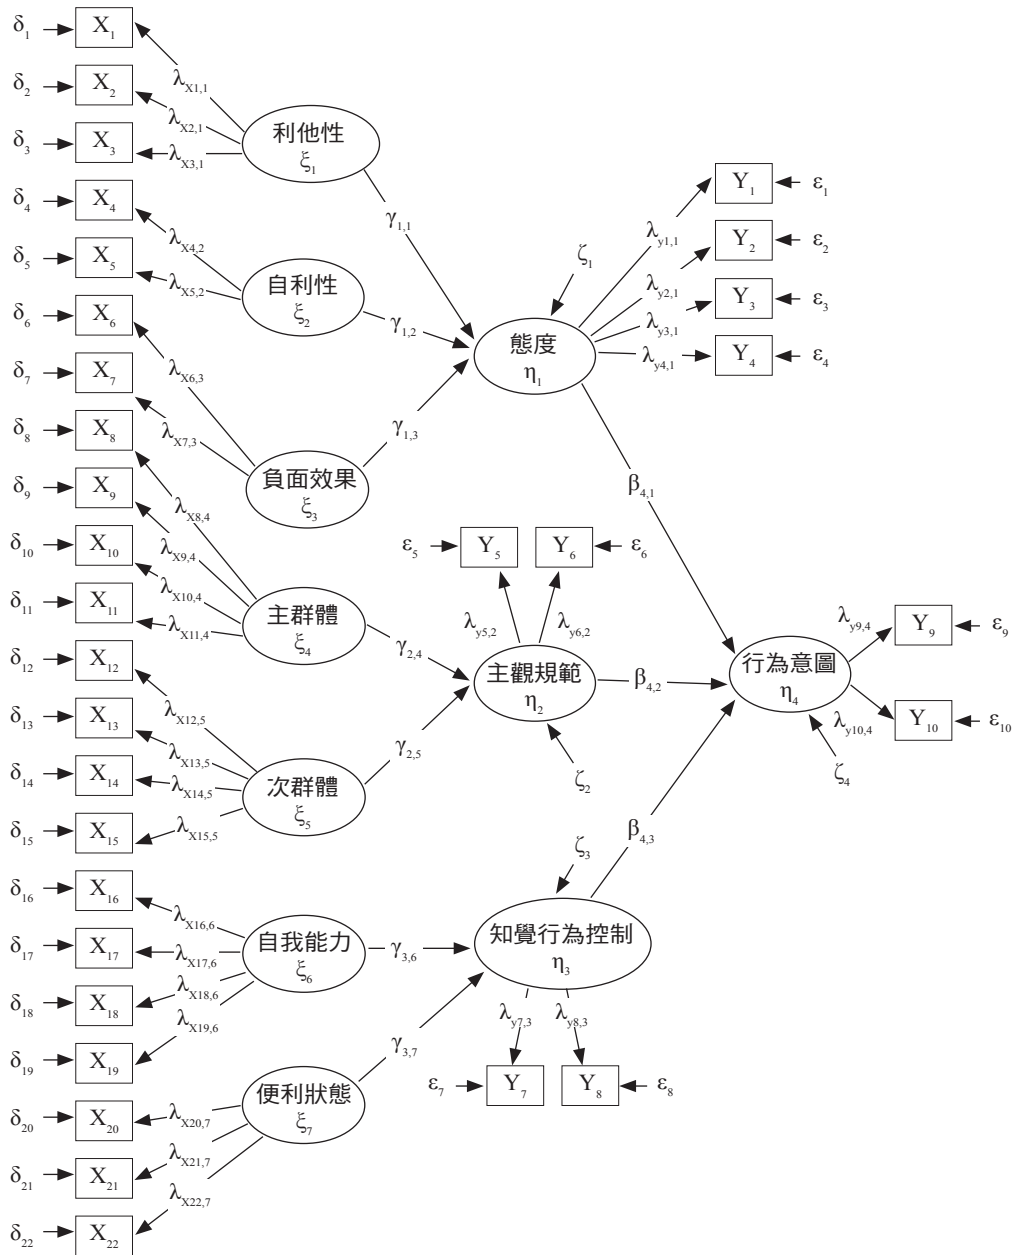 δ₁ X₁
λX1,1
δ₂ X₂
λX2,1
δ₃ X₃
λX3,1
利他性
ξ₁
δ₄ X₄
λX4,2
δ₅ X₅
λX5,2
自利性
ξ₂
δ₆ X₆
λX6,3
δ₇ X₇
λX7,3
負面效果
ξ₃
δ₈ X₈
λX8,4
δ₉ X₉
λX9,4
δ₁₀ X₁₀
λX10,4
δ₁₁ X₁₁
λX11,4
主群體
ξ₄
δ₁₂ X₁₂
λX12,5
δ₁₃ X₁₃
λX13,5
δ₁₄ X₁₄
λX14,5
δ₁₅ X₁₅
λX15,5
次群體
ξ₅
δ₁₆ X₁₆
λX16,6
δ₁₇ X₁₇
λX17,6
δ₁₈ X₁₈
λX18,6
δ₁₉ X₁₉
λX19,6
自我能力
ξ₆
δ₂₀ X₂₀
λX20,7
δ₂₁ X₂₁
λX21,7
δ₂₂ X₂₂
λX22,7
便利狀態
ξ₇
γ1,1
γ1,2
γ1,3
γ2,4
γ2,5
γ3,6
γ3,7
ζ₁
態度
η₁
λy1,1
Y₁ ε₁
λy2,1
Y₂ ε₂
λy3,1
Y₃ ε₃
λy4,1
Y₄ ε₄
ε₅ Y₅ Y₆ ε₆
λy5,2 λy6,2
主觀規範
η₂
ζ₂
ζ₃
知覺行為控制
η₃
λy7,3 λy8,3
ε₇ Y₇ Y₈ ε₈
β4,1
β4,2
β4,3
行為意圖
η₄
ζ₄
λy9,4
Y₉ ε₉
λy10,4
Y₁₀ ε₁₀